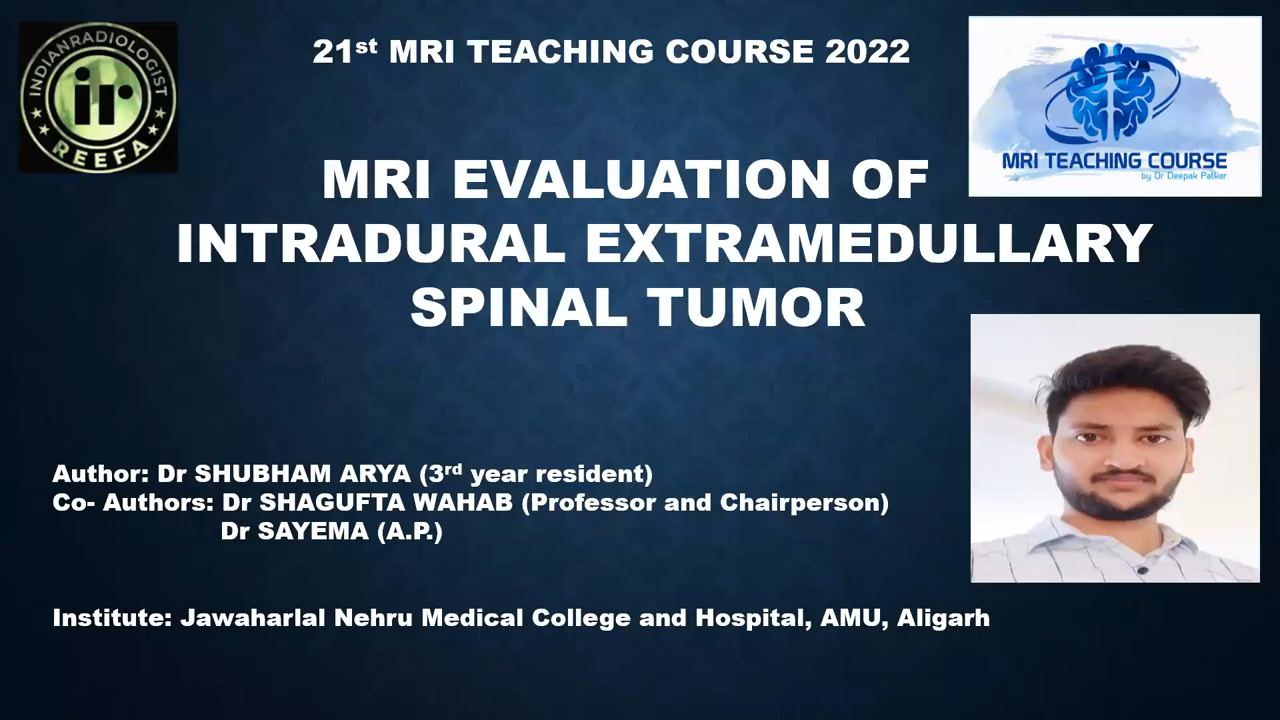 INDIANRADIOLOGIST
ir
REEFA
21st MRI TEACHING COURSE 2022
MRI TEACHING COURSE
by Dr Deepak Patkar
MRI EVALUATION OF
INTRADURAL EXTRAMEDULLARY
SPINAL TUMOR
Author: Dr SHUBHAM ARYA (3rd year resident)
Co- Authors: Dr SHAGUFTA WAHAB (Professor and Chairperson)
Dr SAYEMA (A.P.)
Institute: Jawaharlal Nehru Medical College and Hospital, AMU, Aligarh